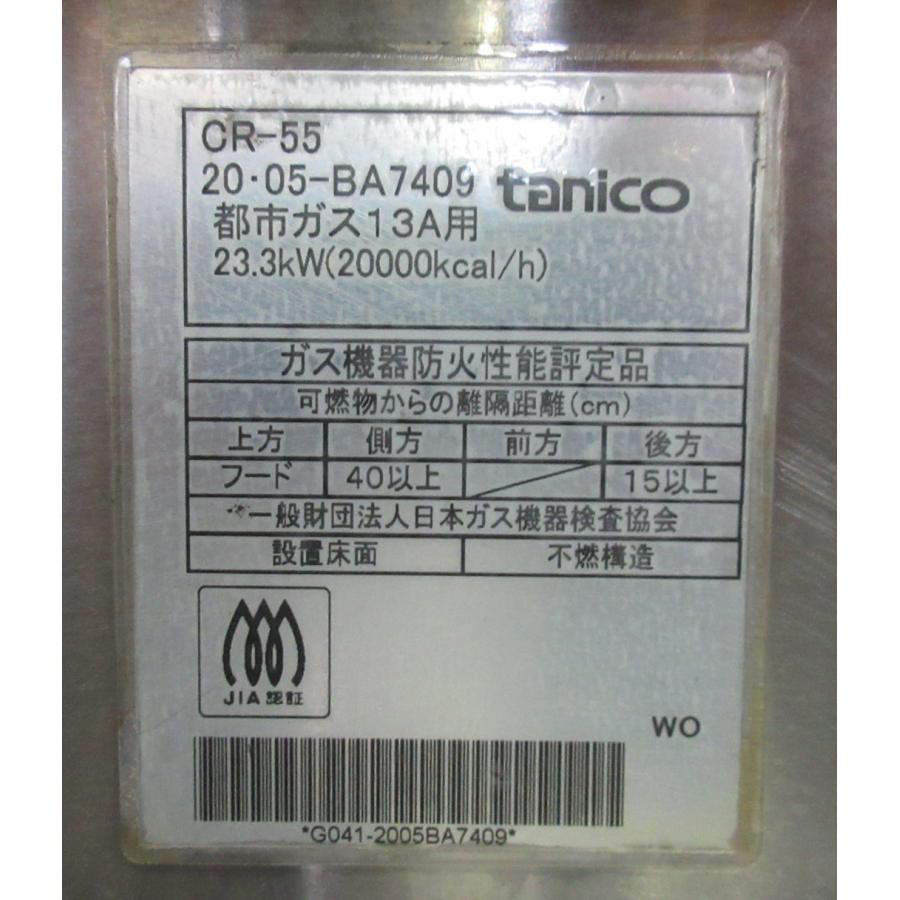 CR-55
20・05-BA7409 tanico
都市ガス13A用
23.3kW(20000kcal/h)
ガス機器防火性能評定品
可燃物からの離隔距離(cm)
上方 側方 前方 後方
フード 40以上 15以上
一般財団法人日本ガス機器検査協会
設置床面 不燃構造
JIA 認証
WO
*G041-2005BA7409*